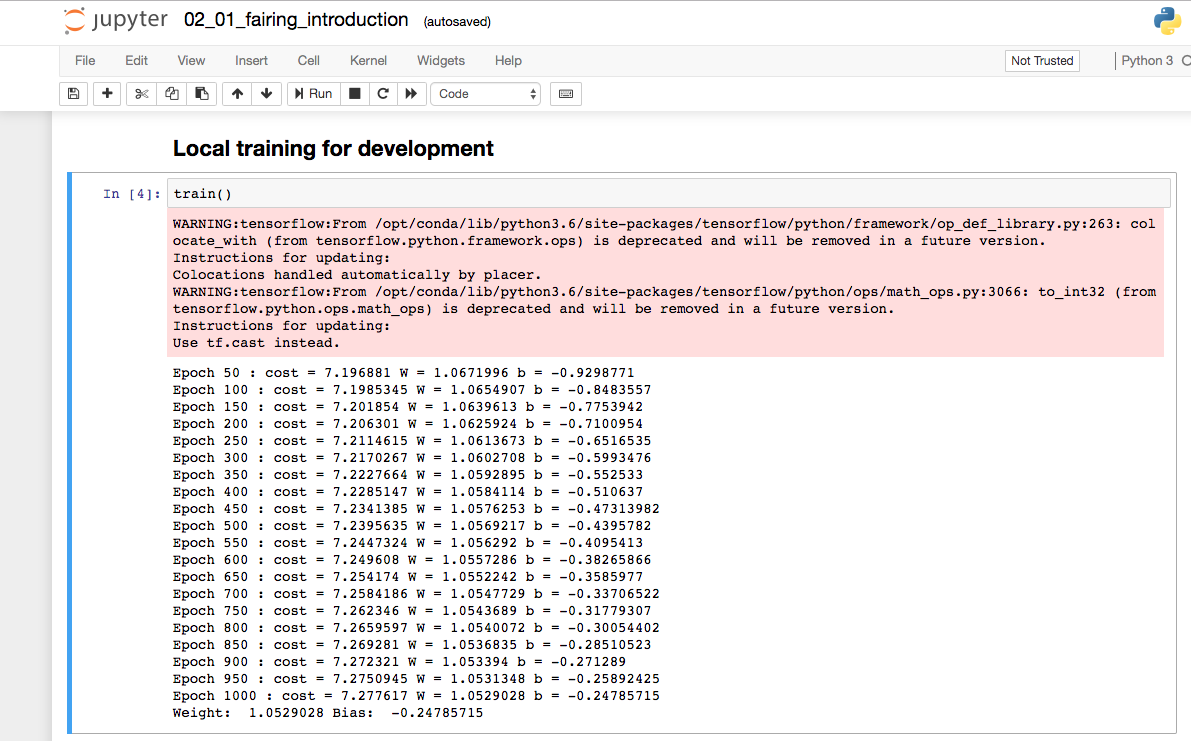 jupyter 02_01_fairing_introduction (autosaved)
File Edit View Insert Cell Kernel Widgets Help Not Trusted Python 3
Run Code
Local training for development
In [4]: train()
WARNING:tensorflow:From /opt/conda/lib/python3.6/site-packages/tensorflow/python/framework/op_def_library.py:263: col
ocate_with (from tensorflow.python.framework.ops) is deprecated and will be removed in a future version.
Instructions for updating:
Colocations handled automatically by placer.
WARNING:tensorflow:From /opt/conda/lib/python3.6/site-packages/tensorflow/python/ops/math_ops.py:3066: to_int32 (from
tensorflow.python.ops.math_ops) is deprecated and will be removed in a future version.
Instructions for updating:
Use tf.cast instead.
Epoch 50 : cost = 7.196881 W = 1.0671996 b = -0.9298771
Epoch 100 : cost = 7.1985345 W = 1.0654907 b = -0.8483557
Epoch 150 : cost = 7.201854 W = 1.0639613 b = -0.7753942
Epoch 200 : cost = 7.206301 W = 1.0625924 b = -0.7100954
Epoch 250 : cost = 7.2114615 W = 1.0613673 b = -0.6516535
Epoch 300 : cost = 7.2170267 W = 1.0602708 b = -0.5993476
Epoch 350 : cost = 7.2227664 W = 1.0592895 b = -0.552533
Epoch 400 : cost = 7.2285147 W = 1.0584114 b = -0.510637
Epoch 450 : cost = 7.2341385 W = 1.0576253 b = -0.47313982
Epoch 500 : cost = 7.2395635 W = 1.0569217 b = -0.4395782
Epoch 550 : cost = 7.2447324 W = 1.056292 b = -0.4095413
Epoch 600 : cost = 7.249608 W = 1.0557286 b = -0.38265866
Epoch 650 : cost = 7.254174 W = 1.0552242 b = -0.3585977
Epoch 700 : cost = 7.2584186 W = 1.0547729 b = -0.33706522
Epoch 750 : cost = 7.262346 W = 1.0543689 b = -0.31779307
Epoch 800 : cost = 7.2659597 W = 1.0540072 b = -0.30054402
Epoch 850 : cost = 7.269281 W = 1.0536835 b = -0.28510523
Epoch 900 : cost = 7.272321 W = 1.053394 b = -0.271289
Epoch 950 : cost = 7.2750945 W = 1.0531348 b = -0.25892425
Epoch 1000 : cost = 7.277617 W = 1.0529028 b = -0.24785715
Weight:  1.0529028 Bias:  -0.24785715